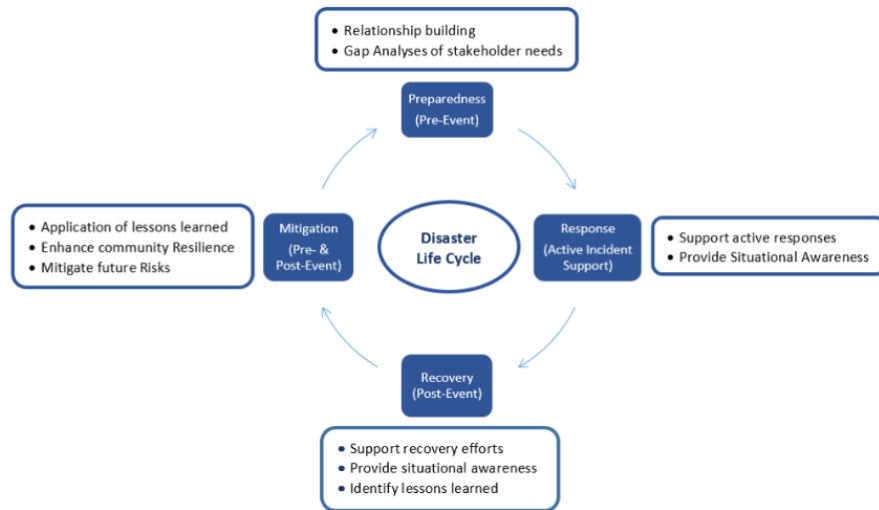 • Relationship building
• Gap Analyses of stakeholder needs
Preparedness
(Pre-Event)
• Application of lessons learned
• Enhance community Resilience
• Mitigate future Risks
Mitigation
(Pre- &
Post-Event)
Disaster
Life Cycle
Response
(Active Incident
Support)
• Support active responses
• Provide Situational Awareness
Recovery
(Post-Event)
• Support recovery efforts
• Provide situational awareness
• Identify lessons learned